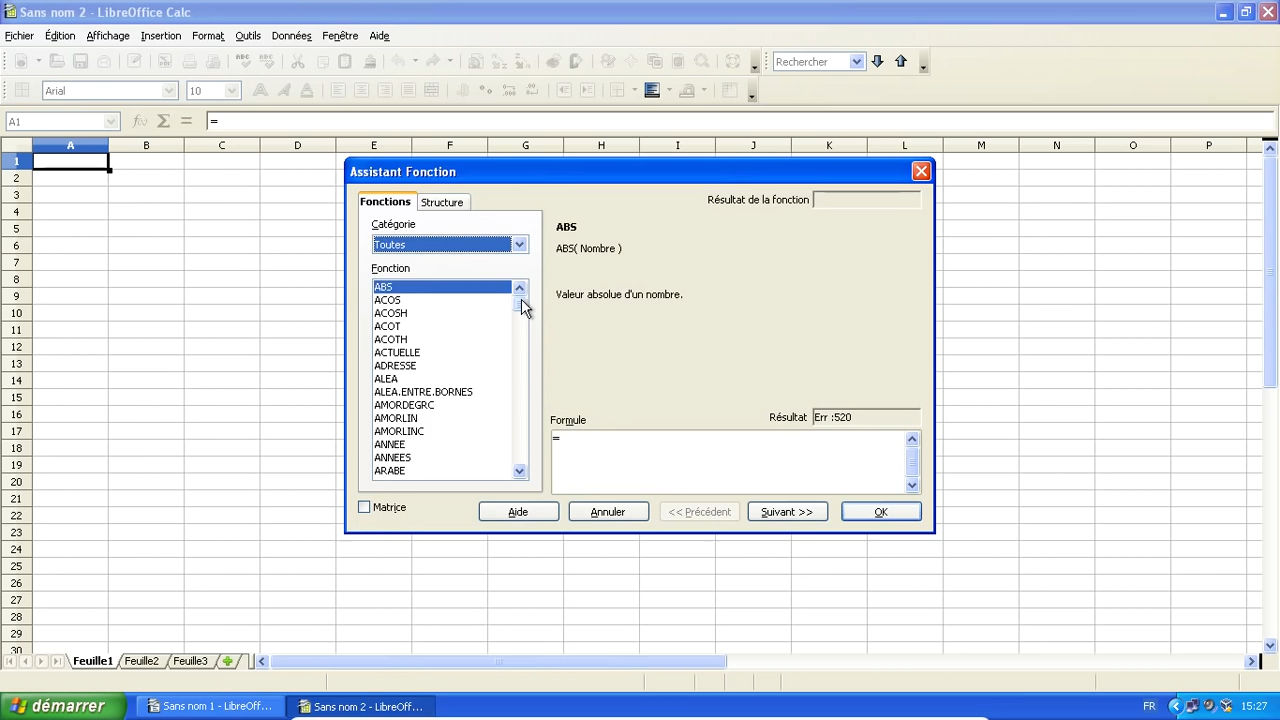 Sans nom 2 - LibreOffice Calc
Fichier Édition Affichage Insertion Format Outils Données Fenêtre Aide
Rechercher
Arial 10
A1 =
A B C D E F G H I J K L M N O P
1
2
3
4
5
6
7
8
9
10
11
12
13
14
15
16
17
18
19
20
21
22
23
24
25
26
27
28
29
30
Assistant Fonction
Fonctions Structure
Résultat de la fonction
Catégorie
Toutes
Fonction
ABS
ACOS
ACOSH
ACOT
ACOTH
ACTUELLE
ADRESSE
ALEA
ALEA.ENTRE.BORNES
AMORDEGRC
AMORLIN
AMORLINC
ANNEE
ANNEES
ARABE
ABS
ABS( Nombre )
Valeur absolue d'un nombre.
Formule Résultat Err :520
=
Matrice Aide Annuler << Précédent Suivant >> OK
Feuille1 Feuille2 Feuille3
démarrer Sans nom 1 - LibreOff... Sans nom 2 - LibreOff... FR 15:27